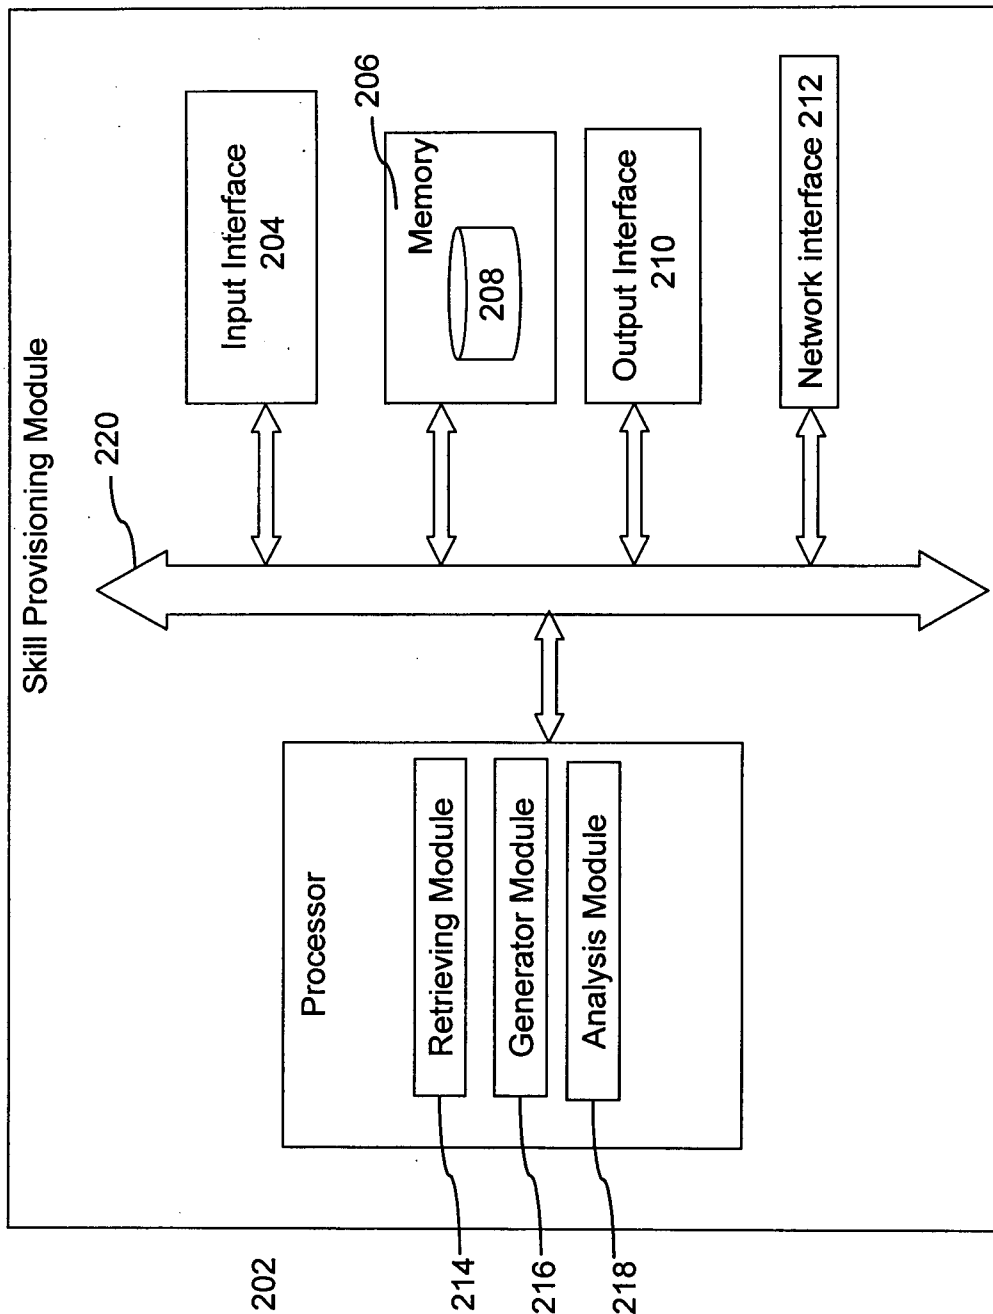 Skill Provisioning Module
220
Processor
Retrieving Module
Generator Module
Analysis Module
202
214
216
218
Input Interface
204
206
Memory
208
Output Interface
210
Network interface 212